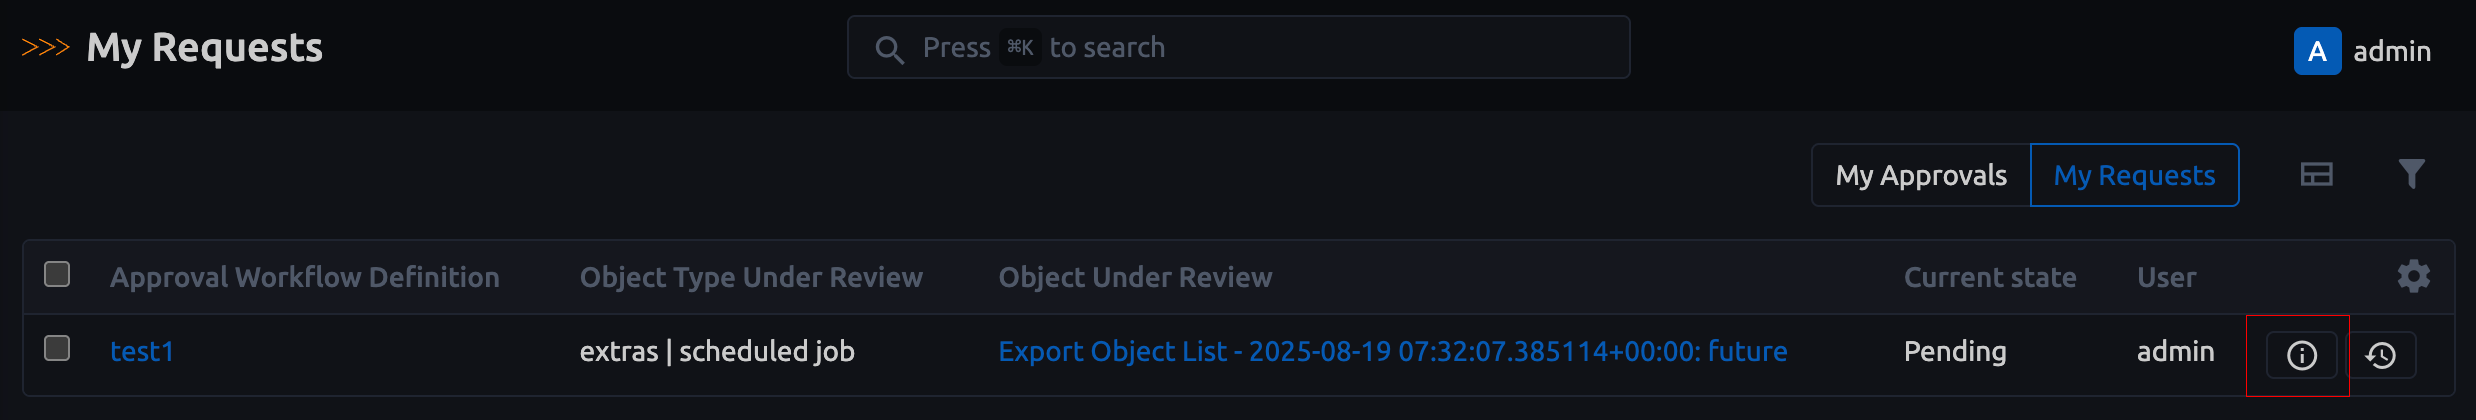 >>> My Requests
Press ⌘K to search
A admin
My Approvals My Requests
Approval Workflow Definition Object Type Under Review Object Under Review Current state User
test1 extras | scheduled job Export Object List - 2025-08-19 07:32:07.385114+00:00: future Pending admin